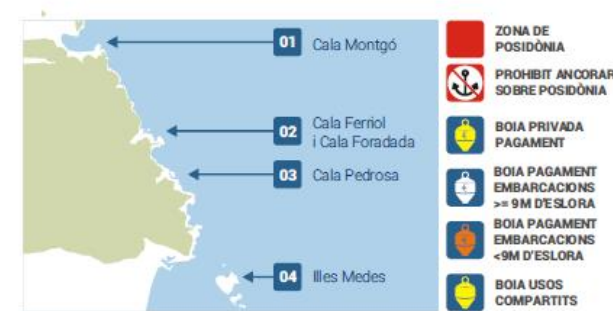 01 Cala Montgó
02 Cala Ferriol
i Cala Foradada
03 Cala Pedrosa
04 Illes Medes
ZONA DE
POSIDÒNIA
PROHIBIT ANCORAR
SOBRE POSIDÒNIA
BOIA PRIVADA
PAGAMENT
BOIA PAGAMENT
EMBARCACIONS
>= 9M D'ESLORA
BOIA PAGAMENT
EMBARCACIONS
<9M D'ESLORA
BOIA USOS
COMPARTITS